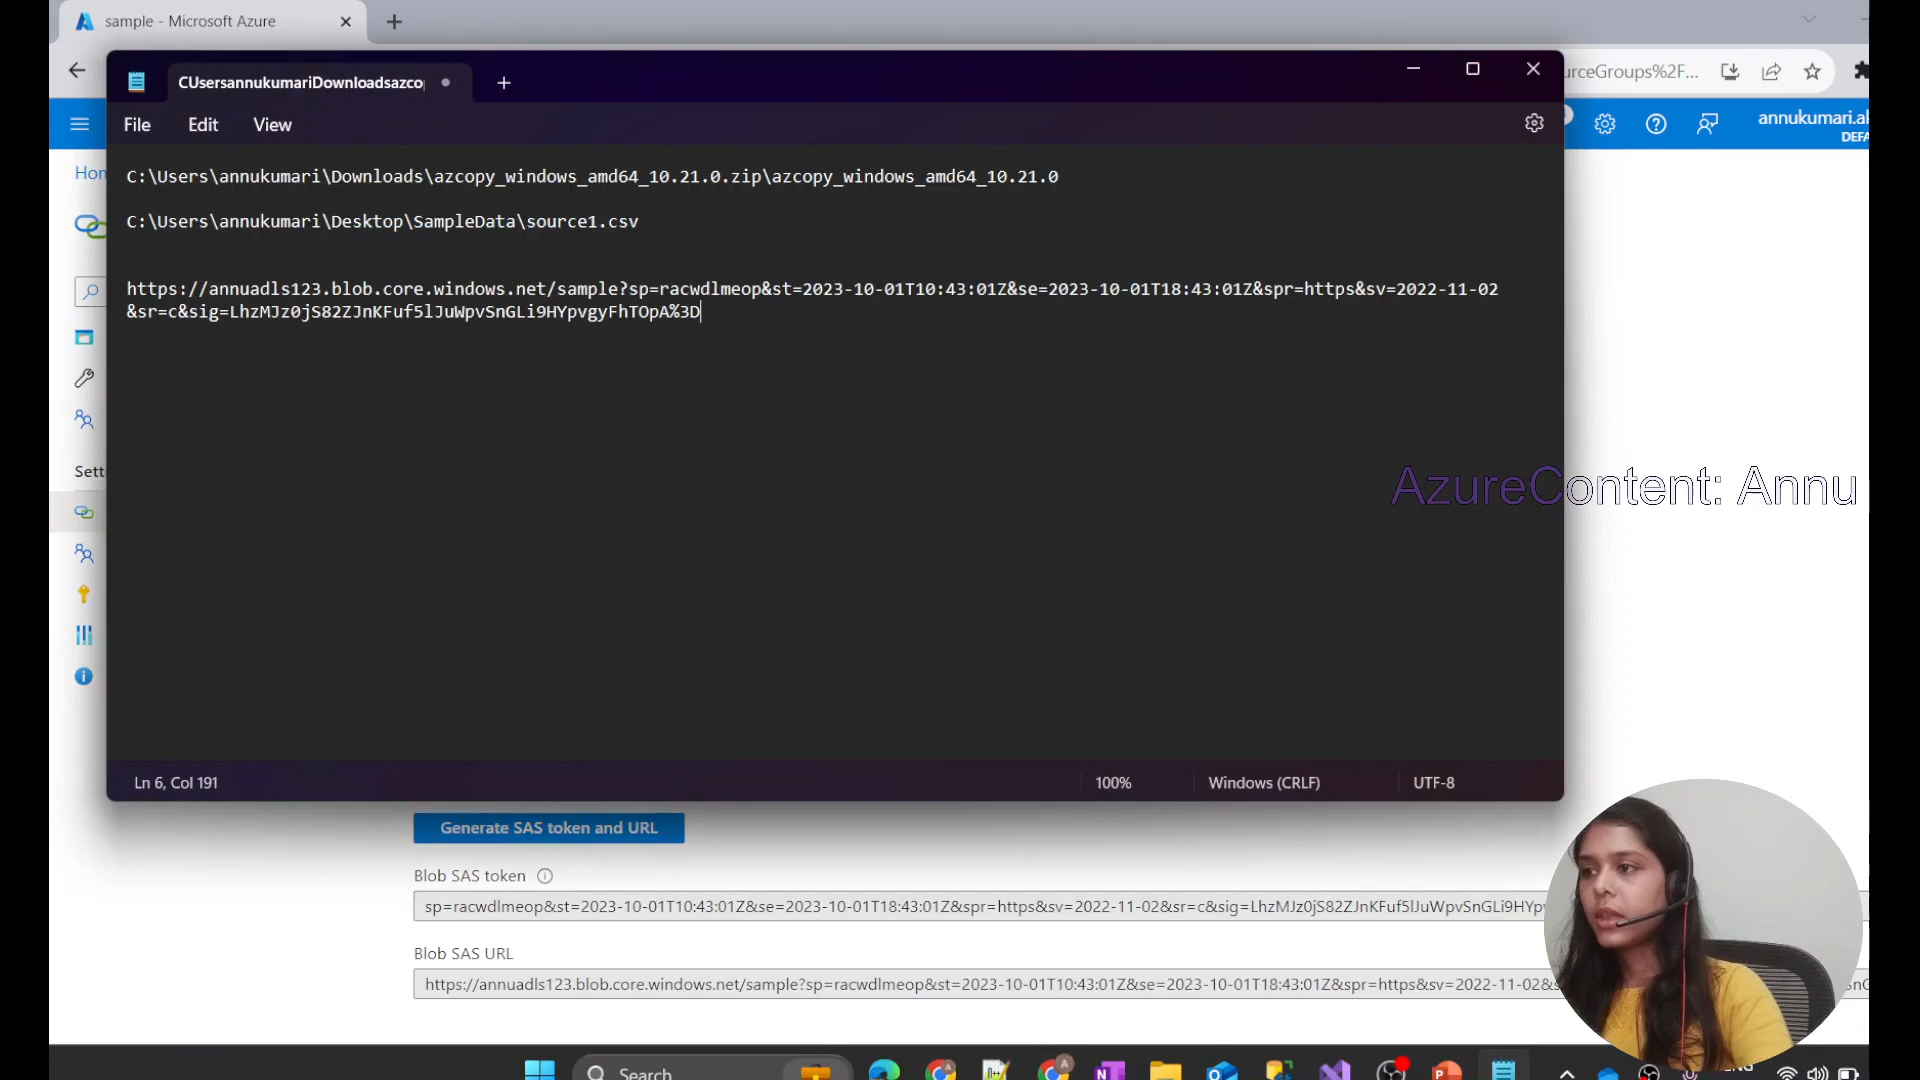 sample - Microsoft Azure
urceGroups%2F...
CUsersannukumariDownloadsazco
File Edit View
annukumari.al
DEFA
Hon
C:\Users\annukumari\Downloads\azcopy_windows_amd64_10.21.0.zip\azcopy_windows_amd64_10.21.0
C:\Users\annukumari\Desktop\SampleData\source1.csv
https://annuadls123.blob.core.windows.net/sample?sp=racwdlmeop&st=2023-10-01T10:43:01Z&se=2023-10-01T18:43:01Z&spr=https&sv=2022-11-02
&sr=c&sig=LhzMJz0jS82ZJnKFuf5lJuWpvSnGLi9HYpvgyFhTOpA%3D
Sett
AzureContent: Annu
Ln 6, Col 191
100%
Windows (CRLF)
UTF-8
Generate SAS token and URL
Blob SAS token
sp=racwdlmeop&st=2023-10-01T10:43:01Z&se=2023-10-01T18:43:01Z&spr=https&sv=2022-11-02&sr=c&sig=LhzMJz0jS82ZJnKFuf5lJuWpvSnGLi9HYpv
Blob SAS URL
https://annuadls123.blob.core.windows.net/sample?sp=racwdlmeop&st=2023-10-01T10:43:01Z&se=2023-10-01T18:43:01Z&spr=https&sv=2022-11-02&s
Search